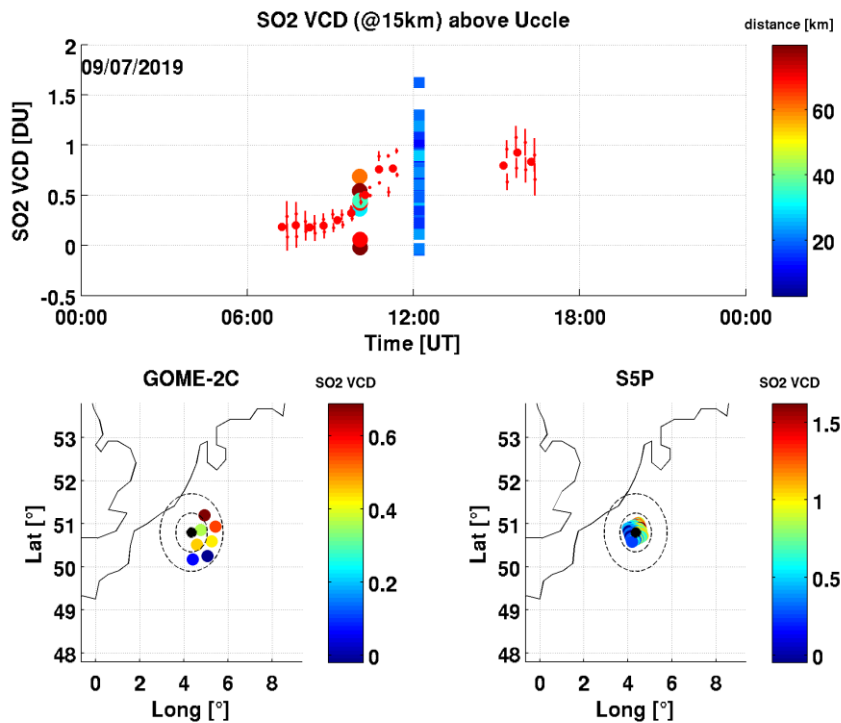 SO2 VCD (@15km) above Uccle
distance [km]
09/07/2019
2
1.5
1
0.5
0
-0.5
SO2 VCD [DU]
00:00 06:00 12:00 18:00 00:00
Time [UT]
60
40
20
GOME-2C
SO2 VCD
53
52
51
50
49
48
Lat [°]
0 2 4 6 8
Long [°]
0.6
0.4
0.2
0
S5P
SO2 VCD
53
52
51
50
49
48
Lat [°]
0 2 4 6 8
Long [°]
1.5
1
0.5
0